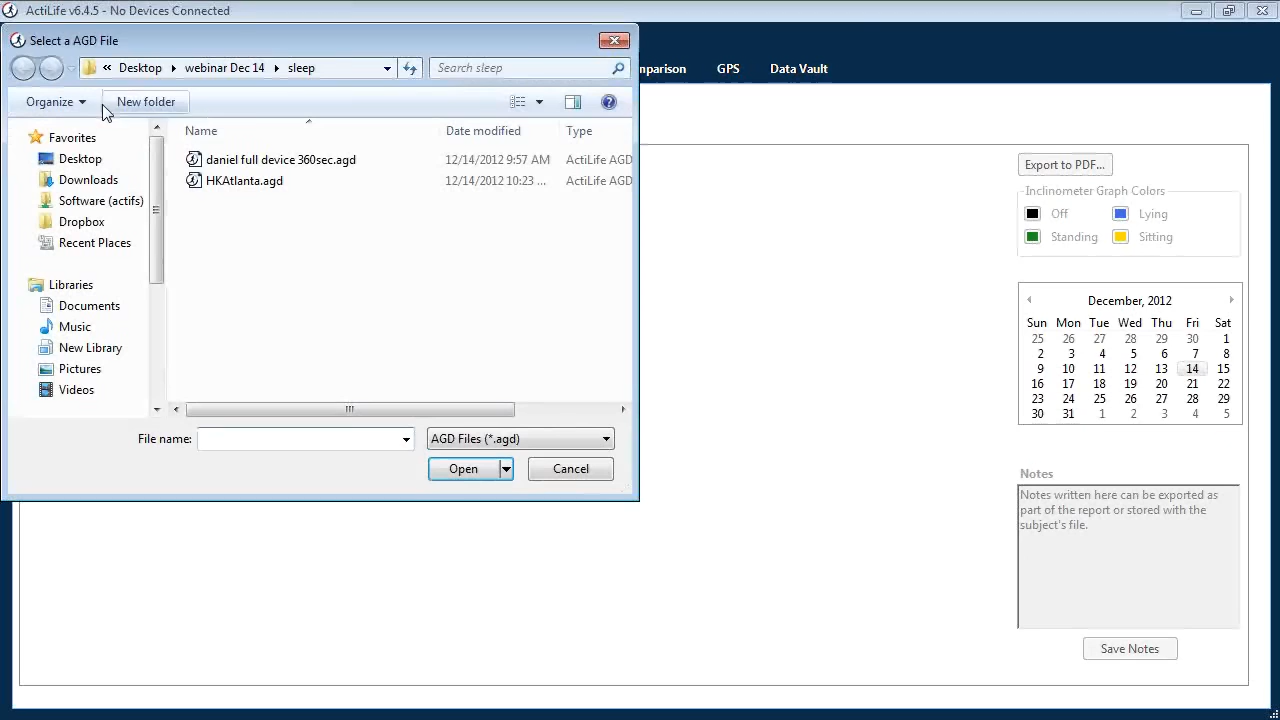 ActiLife v6.4.5 - No Devices Connected
Select a AGD File
« Desktop webinar Dec 14 sleep
Search sleep
Organize
New folder
Favorites
Desktop
Downloads
Software (actifs)
Dropbox
Recent Places
Libraries
Documents
Music
New Library
Pictures
Videos
Name Date modified Type
daniel full device 360sec.agd 12/14/2012 9:57 AM ActiLife AGD
HKAtlanta.agd 12/14/2012 10:23 ... ActiLife AGD
File name:
AGD Files (*.agd)
Open
Cancel
mparison GPS Data Vault
Export to PDF...
Inclinometer Graph Colors
Off Lying
Standing Sitting
December, 2012
Sun Mon Tue Wed Thu Fri Sat
25 26 27 28 29 30 1
2 3 4 5 6 7 8
9 10 11 12 13 14 15
16 17 18 19 20 21 22
23 24 25 26 27 28 29
30 31 1 2 3 4 5
Notes
Notes written here can be exported as
part of the report or stored with the
subject's file.
Save Notes